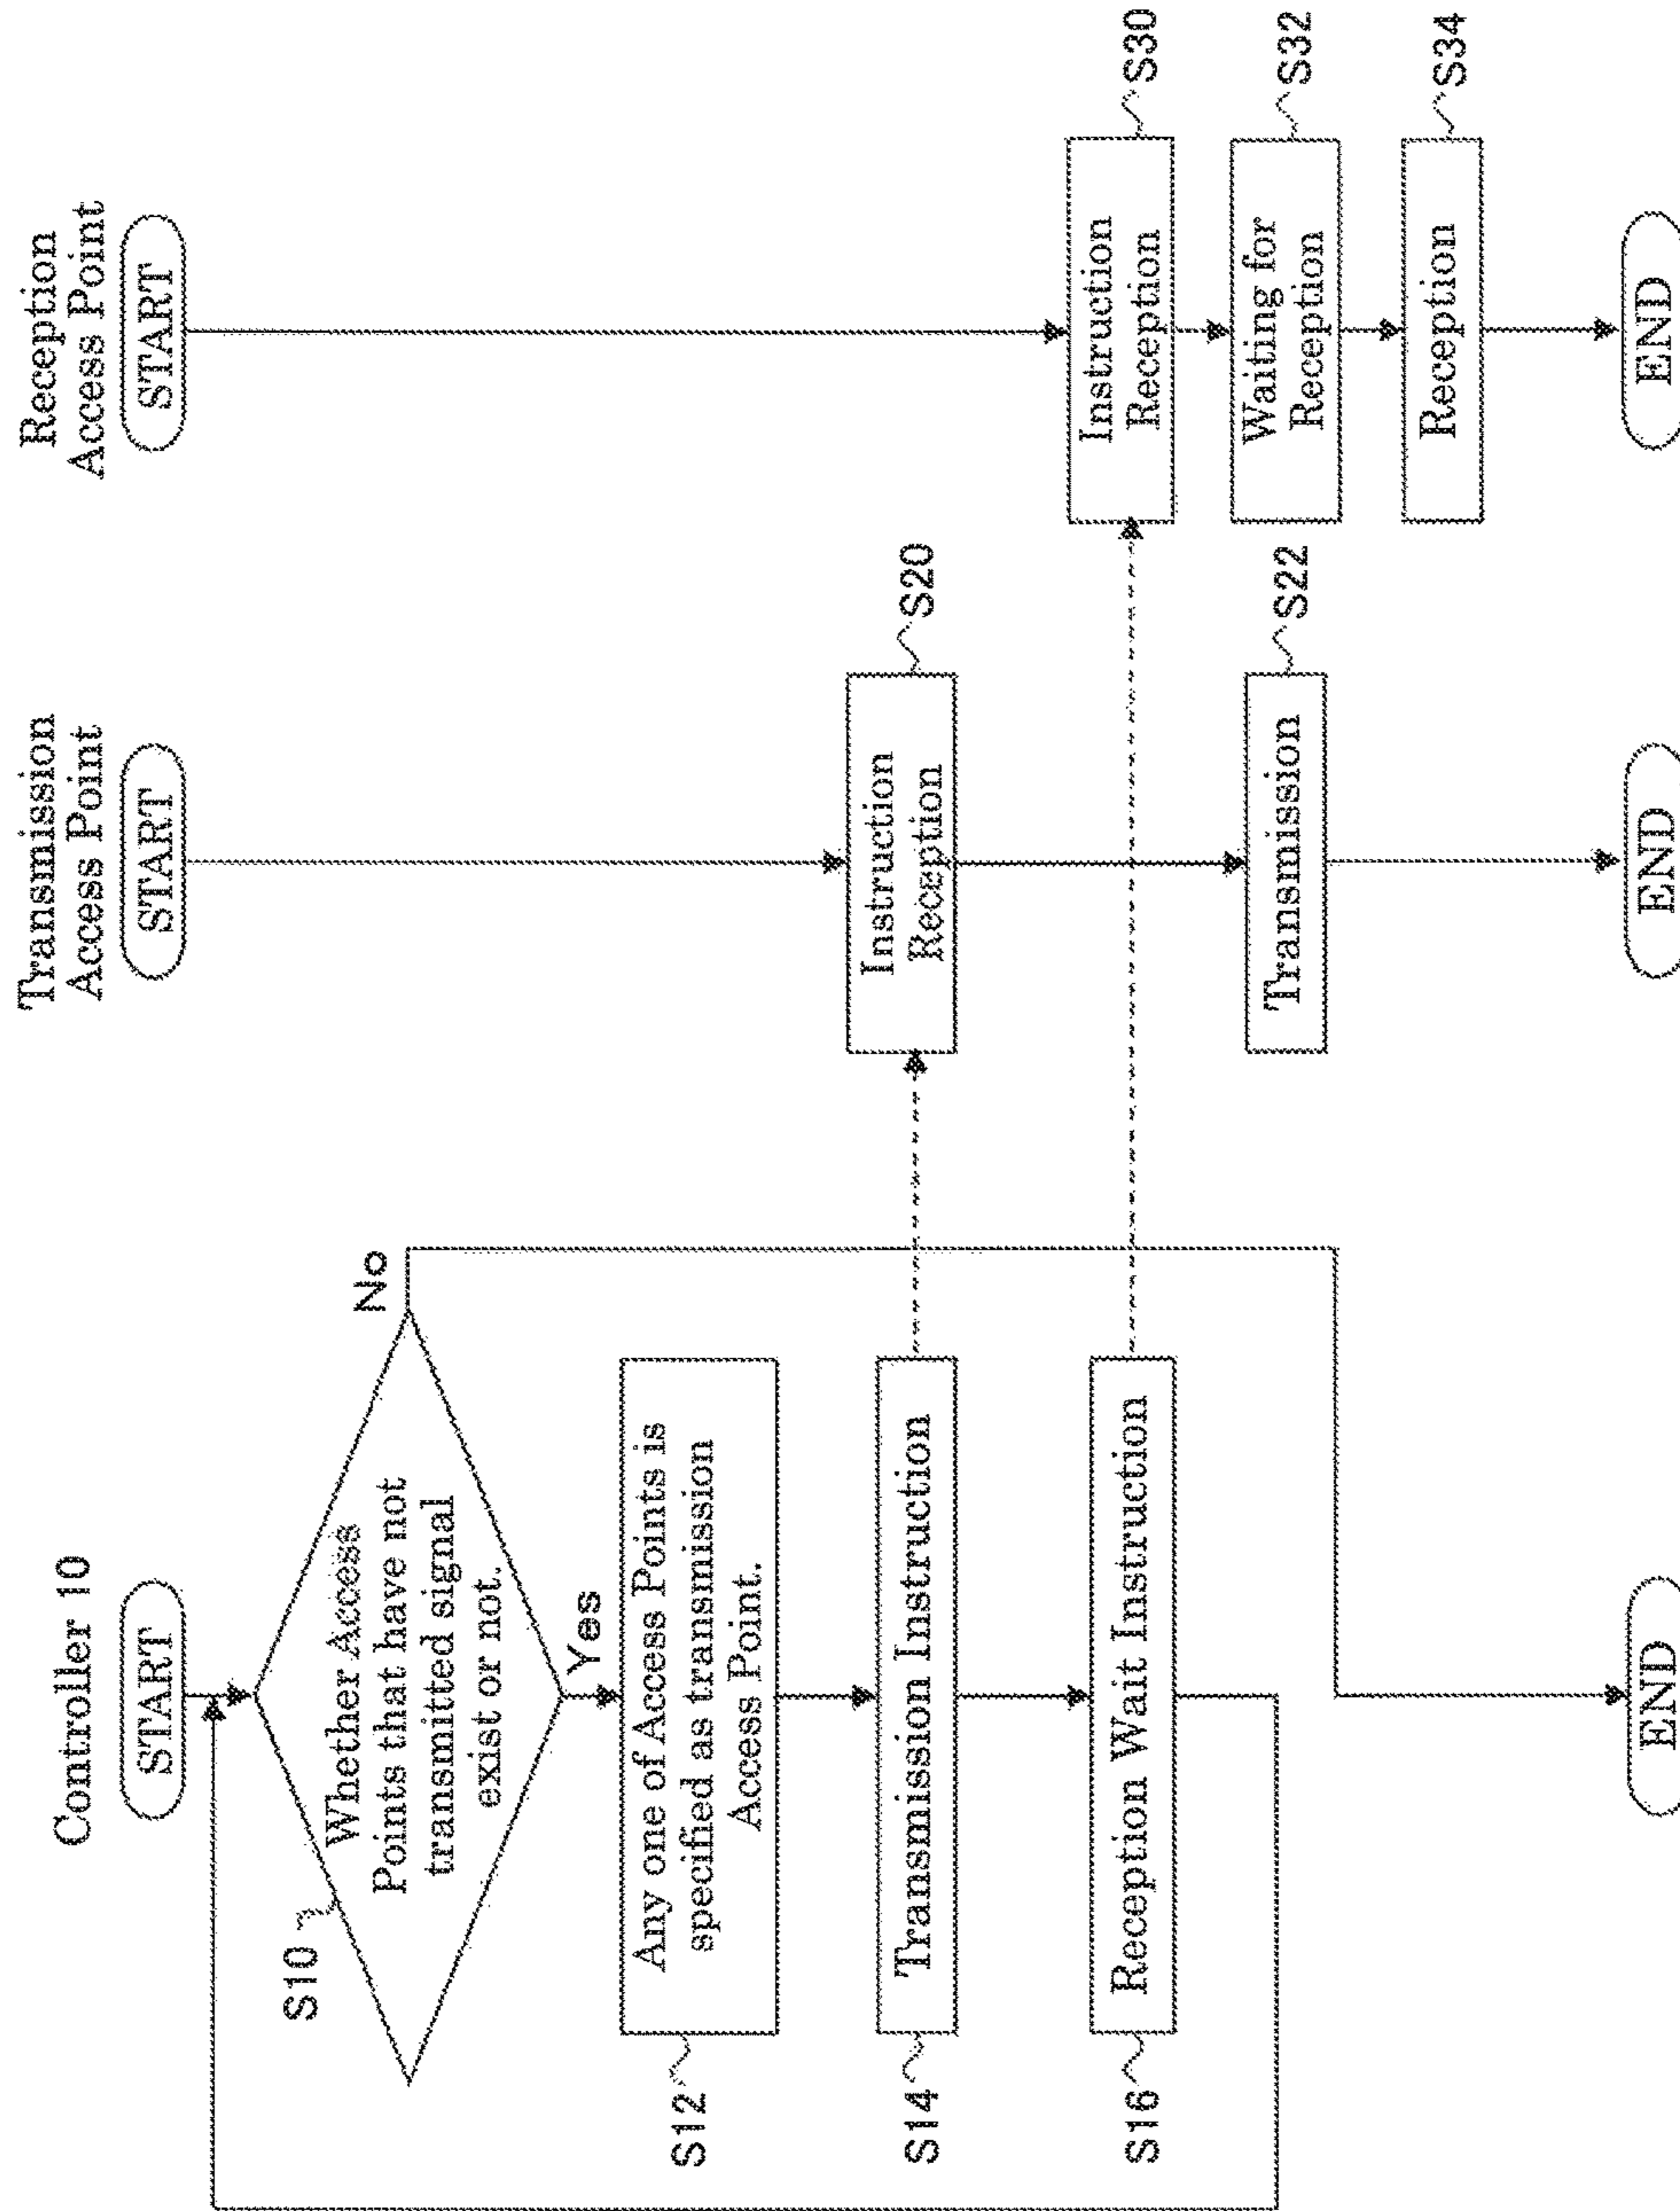 Controller 10
START
S10
Whether Access
Points that have not
transmitted signal
exist or not.
No
Yes
S12
Any one of Access Points is
specified as transmission
Access Point.
S14
Transmission Instruction
S16
Reception Wait Instruction
END
Transmission
Access Point
START
Instruction
Reception
S20
Transmission
S22
END
Reception
Access Point
START
Instruction
Reception
S30
Waiting for
Reception
S32
Reception
S34
END